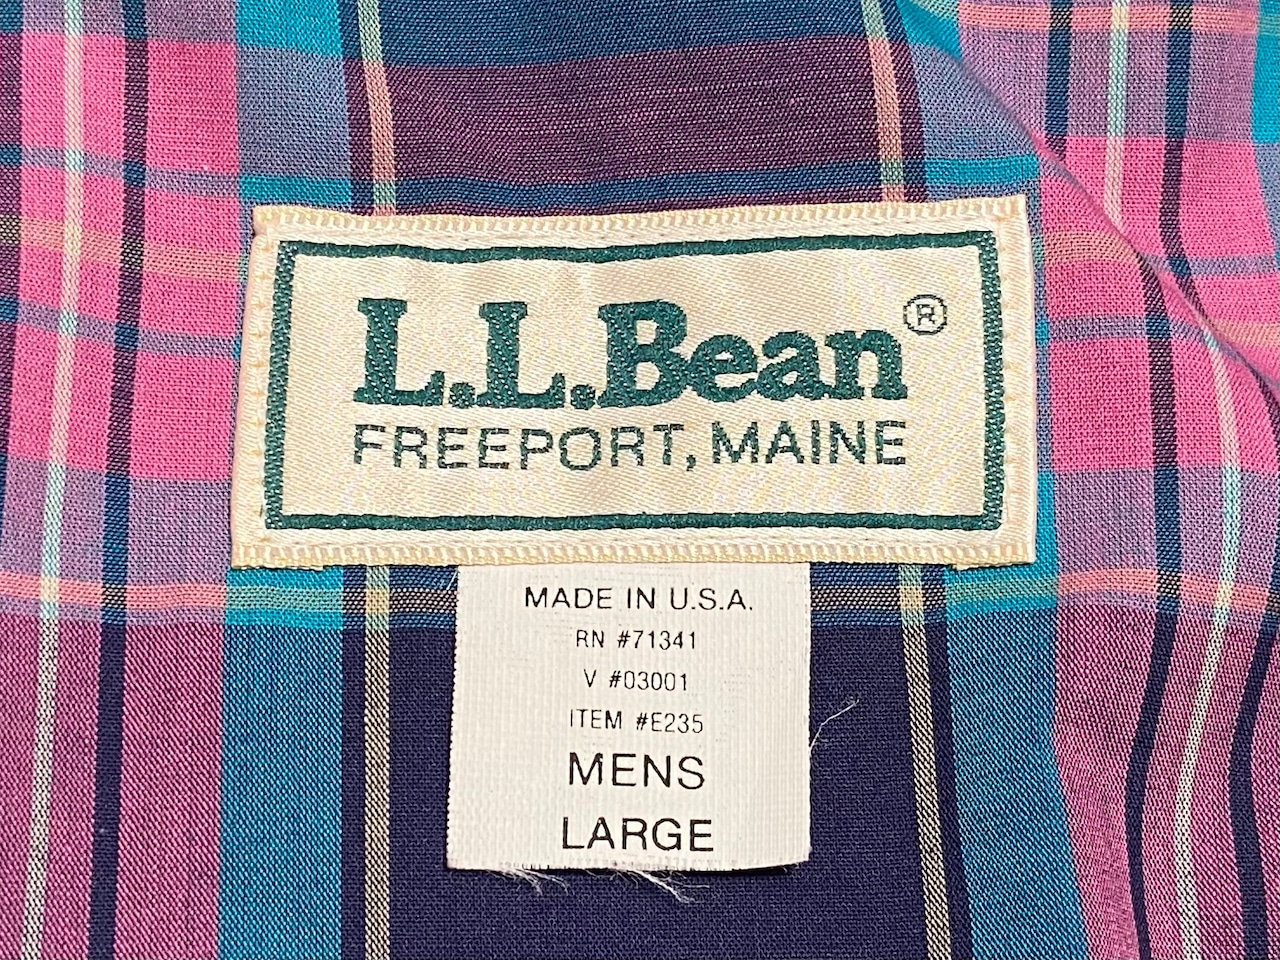 L.L.Bean®
FREEPORT, MAINE
MADE IN U.S.A.
RN #71341
V #03001
ITEM #E235
MENS
LARGE